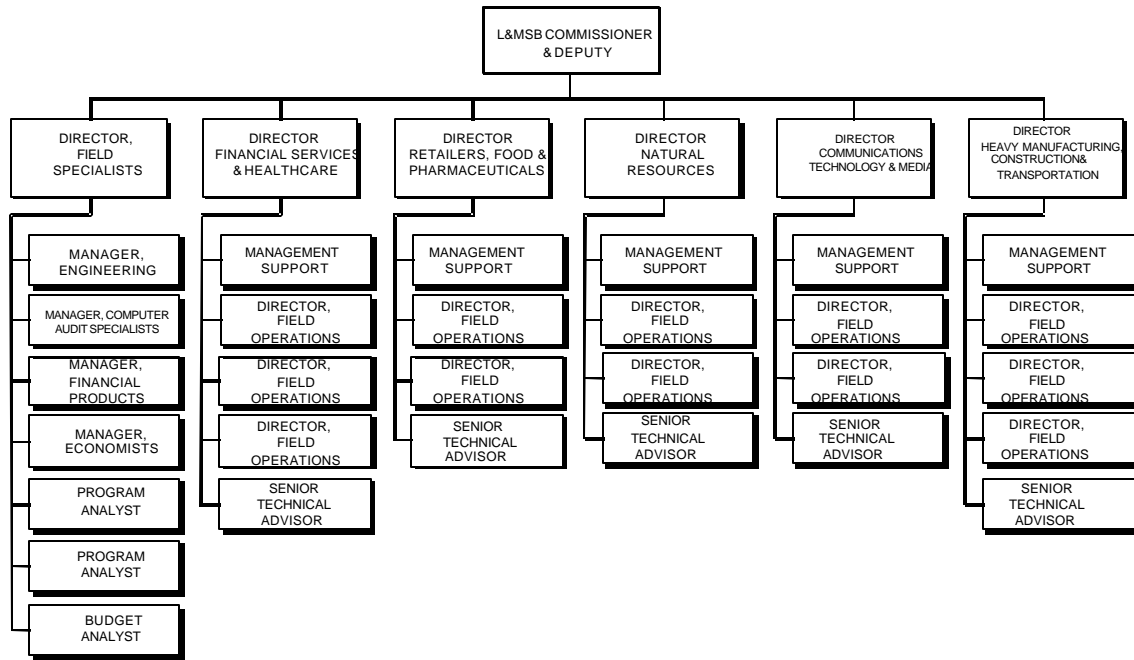 L&MSB COMMISSIONER
& DEPUTY
DIRECTOR,
FIELD
SPECIALISTS
DIRECTOR
FINANCIAL SERVICES
& HEALTHCARE
DIRECTOR
RETAILERS, FOOD &
PHARMACEUTICALS
DIRECTOR
NATURAL
RESOURCES
DIRECTOR
COMMUNICATIONS
TECHNOLOGY & MEDIA
DIRECTOR
HEAVY MANUFACTURING,
CONSTRUCTION&
TRANSPORTATION
MANAGER,
ENGINEERING
MANAGER, COMPUTER
AUDIT SPECIALISTS
MANAGER,
FINANCIAL
PRODUCTS
MANAGER,
ECONOMISTS
PROGRAM
ANALYST
PROGRAM
ANALYST
BUDGET
ANALYST
MANAGEMENT
SUPPORT
DIRECTOR,
FIELD
OPERATIONS
DIRECTOR,
FIELD
OPERATIONS
DIRECTOR,
FIELD
OPERATIONS
SENIOR
TECHNICAL
ADVISOR
MANAGEMENT
SUPPORT
DIRECTOR,
FIELD
OPERATIONS
DIRECTOR,
FIELD
OPERATIONS
SENIOR
TECHNICAL
ADVISOR
MANAGEMENT
SUPPORT
DIRECTOR,
FIELD
OPERATIONS
DIRECTOR,
FIELD
OPERATIONS
SENIOR
TECHNICAL
ADVISOR
MANAGEMENT
SUPPORT
DIRECTOR,
FIELD
OPERATIONS
DIRECTOR,
FIELD
OPERATIONS
SENIOR
TECHNICAL
ADVISOR
MANAGEMENT
SUPPORT
DIRECTOR,
FIELD
OPERATIONS
DIRECTOR,
FIELD
OPERATIONS
DIRECTOR,
FIELD
OPERATIONS
SENIOR
TECHNICAL
ADVISOR